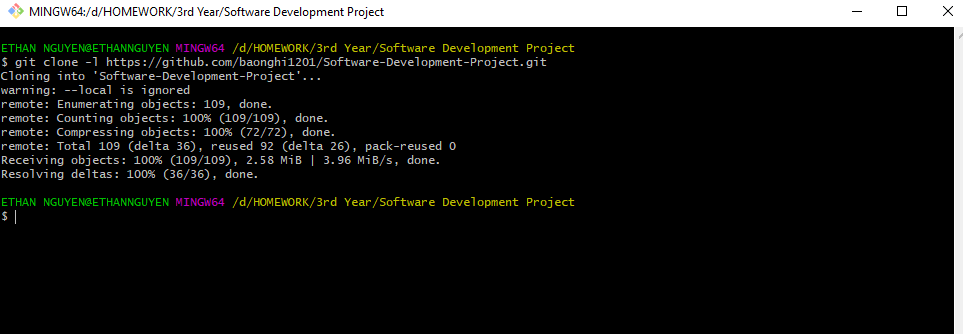 MINGW64:/d/HOMEWORK/3rd Year/Software Development Project
ETHAN NGUYEN@ETHANNGUYEN MINGW64 /d/HOMEWORK/3rd Year/Software Development Project
$ git clone -l https://github.com/baonghi1201/Software-Development-Project.git
Cloning into 'Software-Development-Project'...
warning: --local is ignored
remote: Enumerating objects: 109, done.
remote: Counting objects: 100% (109/109), done.
remote: Compressing objects: 100% (72/72), done.
remote: Total 109 (delta 36), reused 92 (delta 26), pack-reused 0
Receiving objects: 100% (109/109), 2.58 MiB | 3.96 MiB/s, done.
Resolving deltas: 100% (36/36), done.
ETHAN NGUYEN@ETHANNGUYEN MINGW64 /d/HOMEWORK/3rd Year/Software Development Project
$